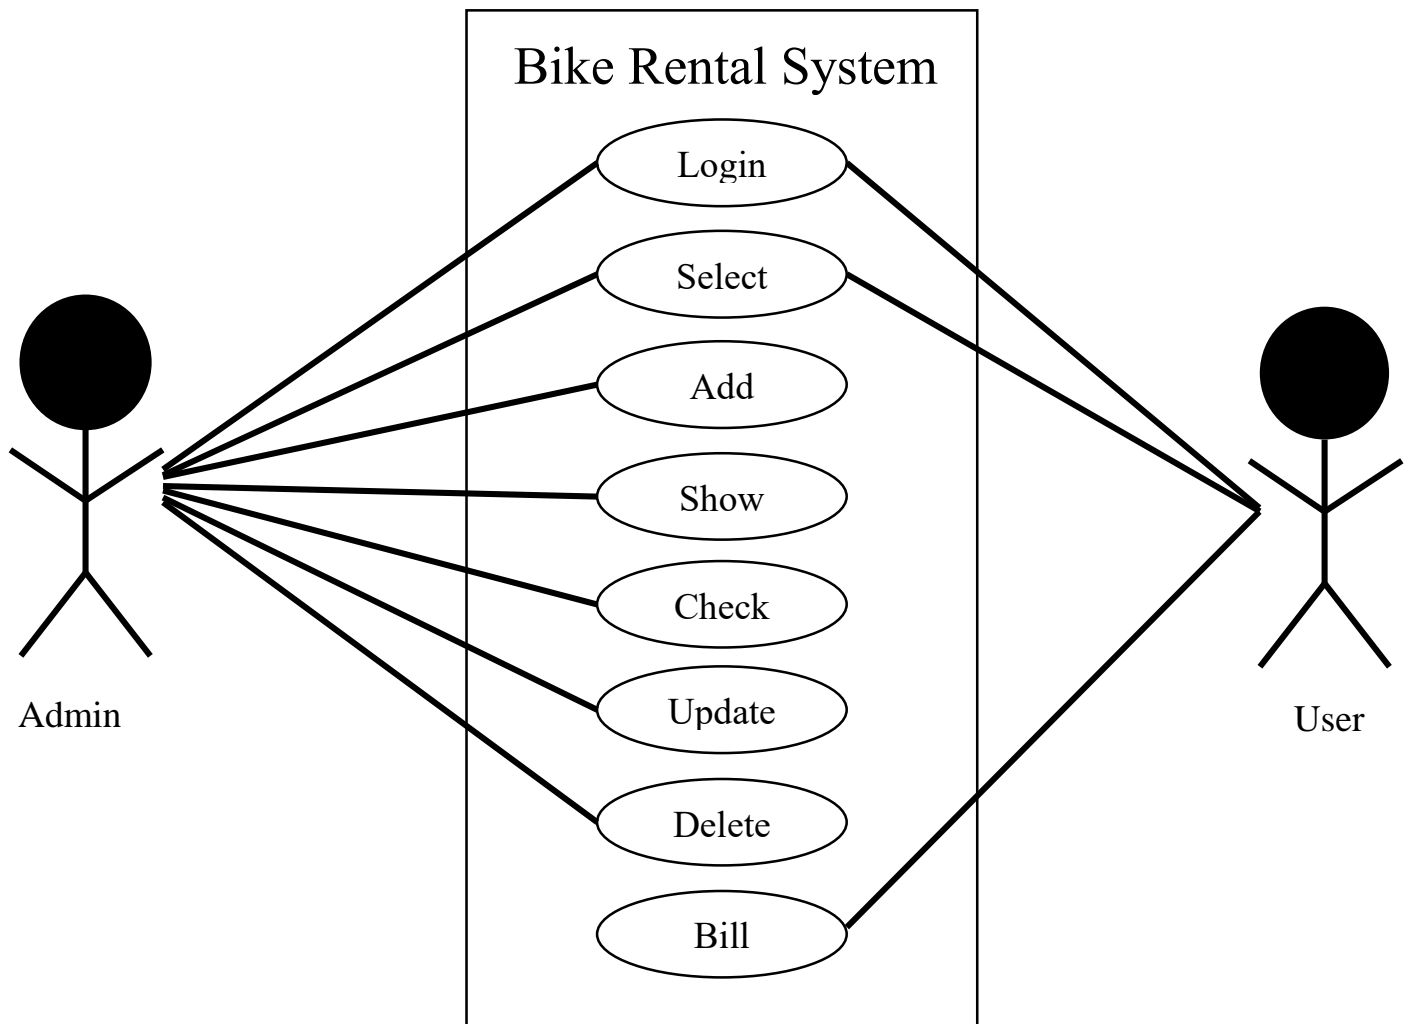 Bike Rental System
Login
Select
Add
Show
Check
Update
Delete
Bill
Admin
User